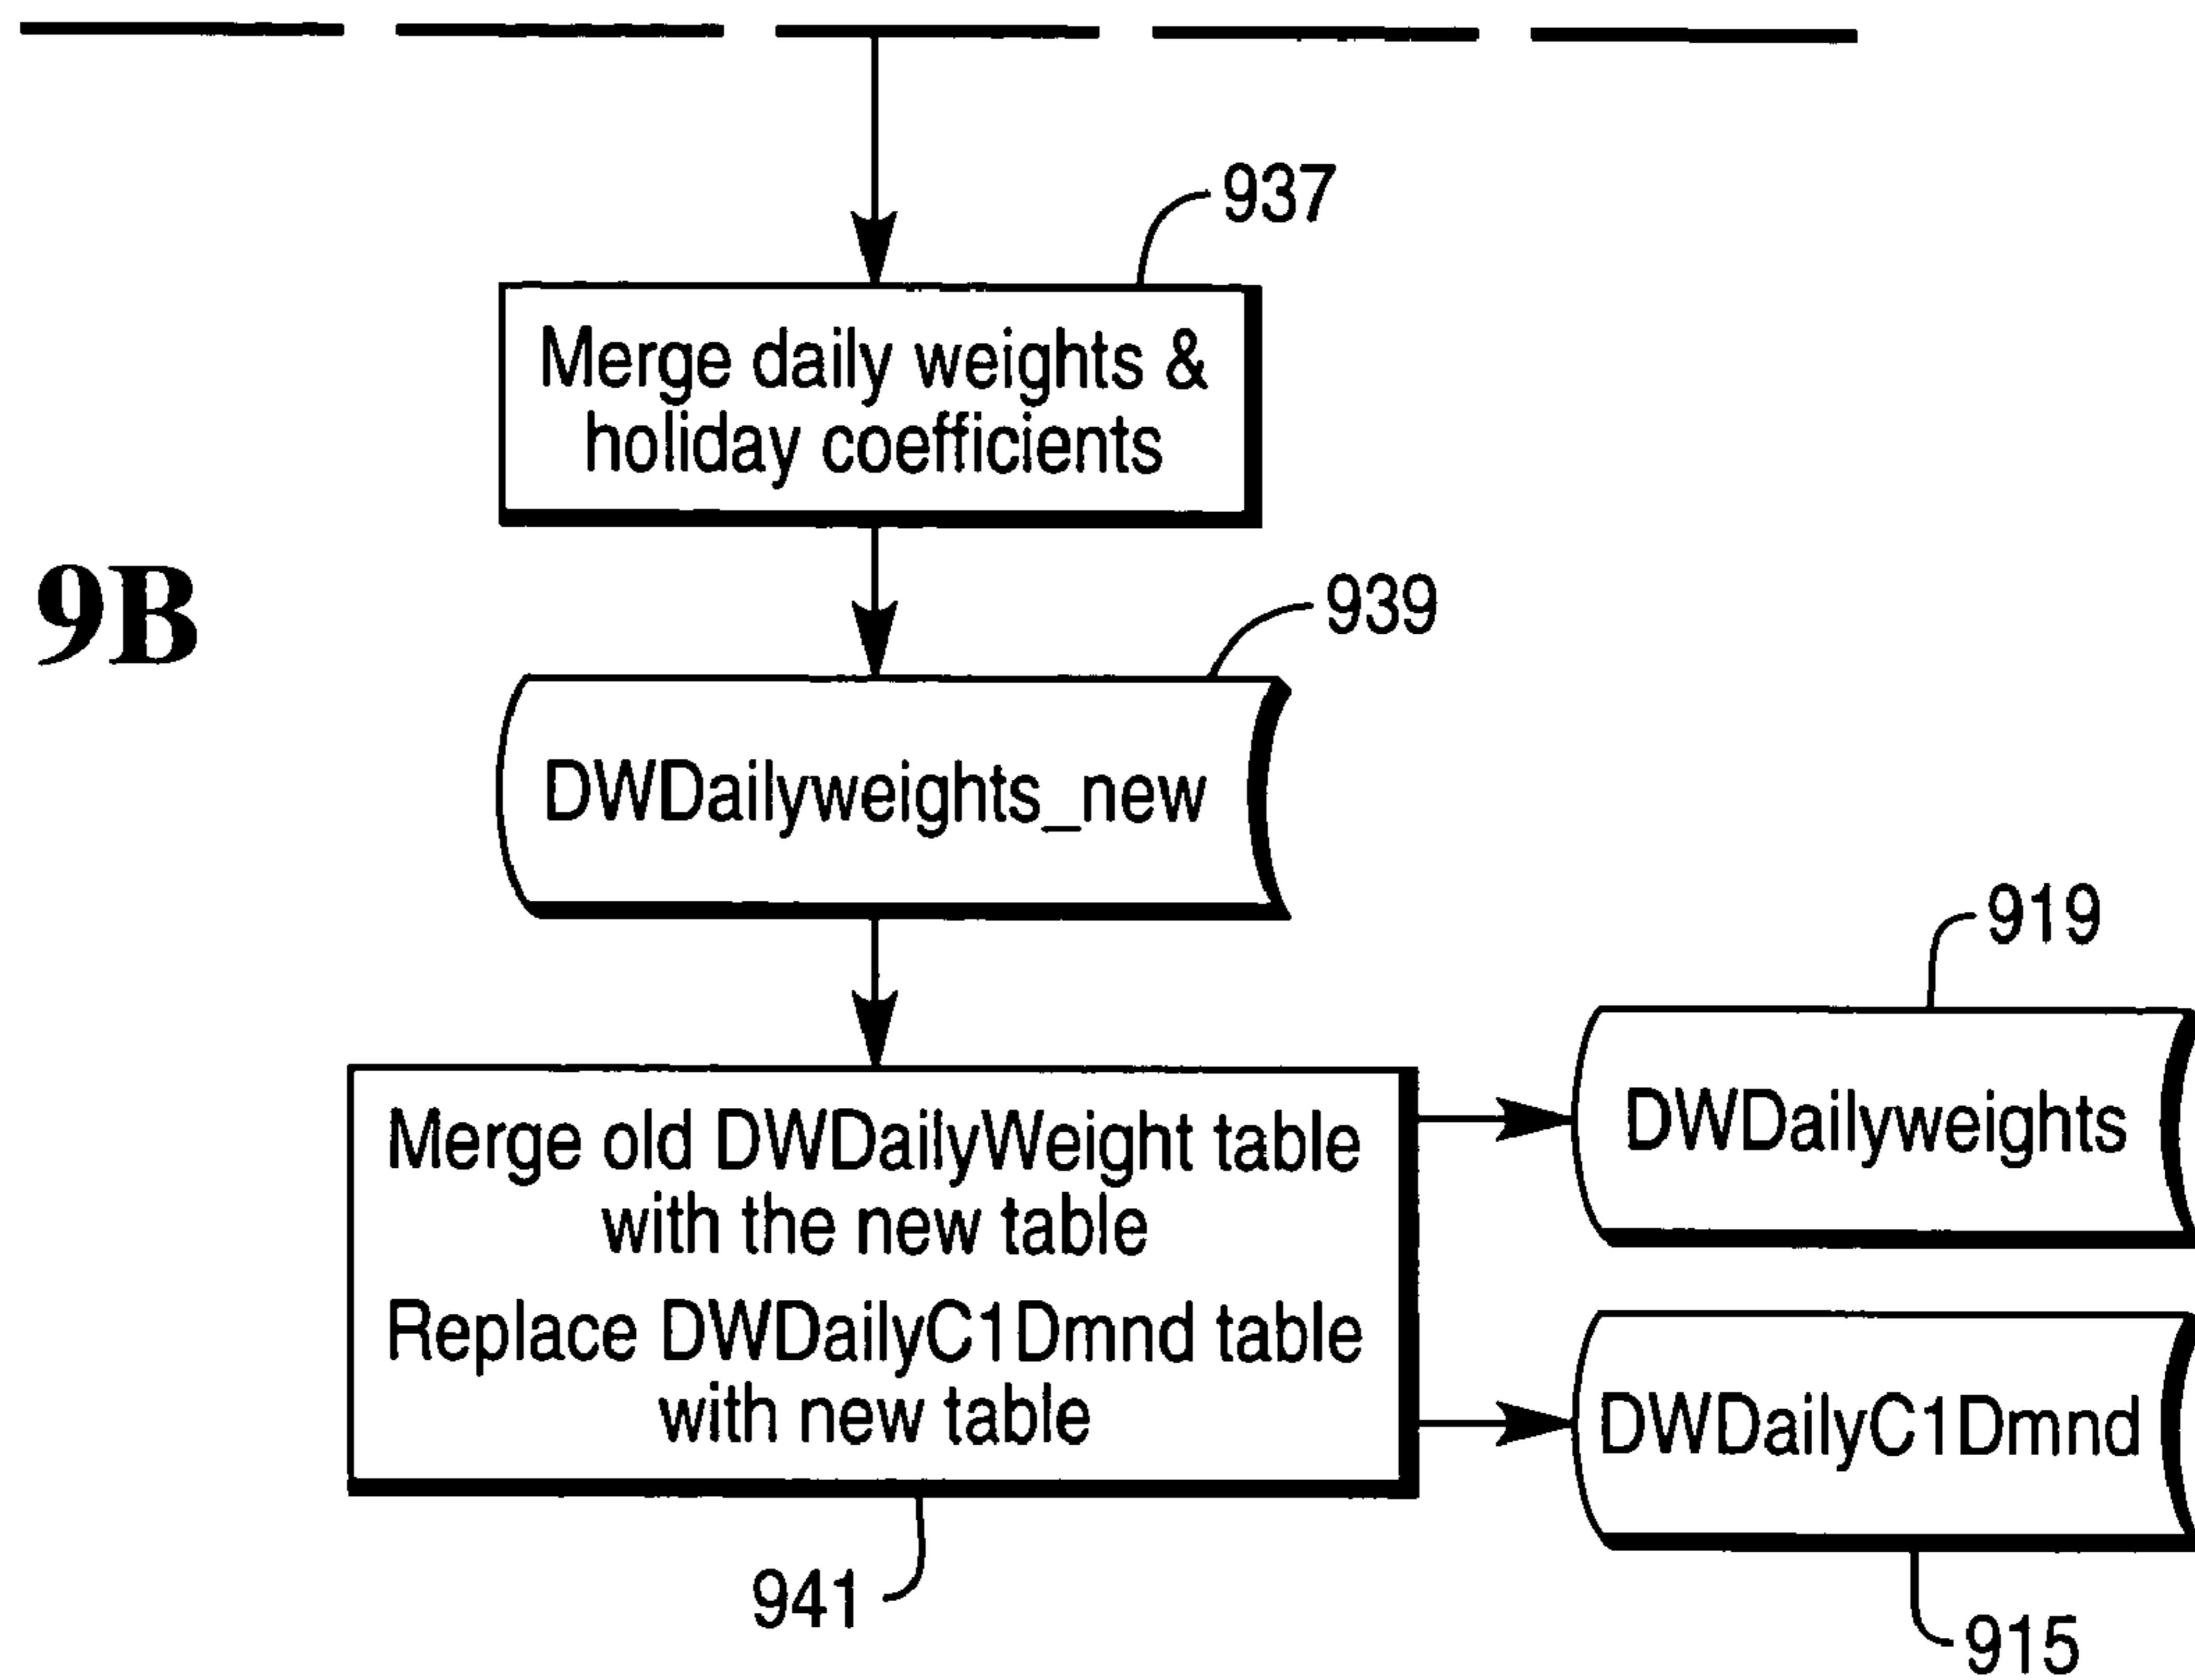 937
Merge daily weights &
holiday coefficients
9B
939
DWDailyweights_new
919
Merge old DWDailyWeight table
with the new table
Replace DWDailyC1Dmnd table
with new table
DWDailyweights
DWDailyC1Dmnd
941
915